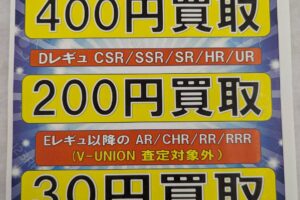 400円買取
Dレギュ CSR/SSR/SR/HR/UR
200円買取
Eレギュ以降の AR/CHR/RR/RRR
(V-UNION 査定対象外)
30円買取